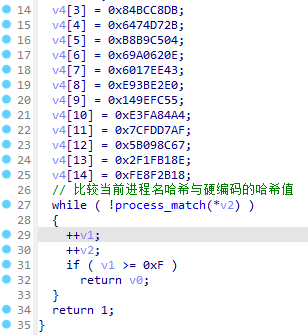 14 v4[3] = 0x84BCC8DB;
15 v4[4] = 0x6474D72B;
16 v4[5] = 0xB8B9C504;
17 v4[6] = 0x69A0620E;
18 v4[7] = 0x6017EE43;
19 v4[8] = 0xE93BE2E0;
20 v4[9] = 0x149EFC55;
21 v4[10] = 0xE3FA84A4;
22 v4[11] = 0x7CFDD7AF;
23 v4[12] = 0x5B098C67;
24 v4[13] = 0x2F1FB18E;
25 v4[14] = 0xFE8F2B18;
26 // 比较当前进程名哈希与硬编码的哈希值
27 while ( !process_match(*v2) )
28 {
29 ++v1;
30 ++v2;
31 if ( v1 >= 0xF )
32 return v0;
33 }
34 return 1;
35 }